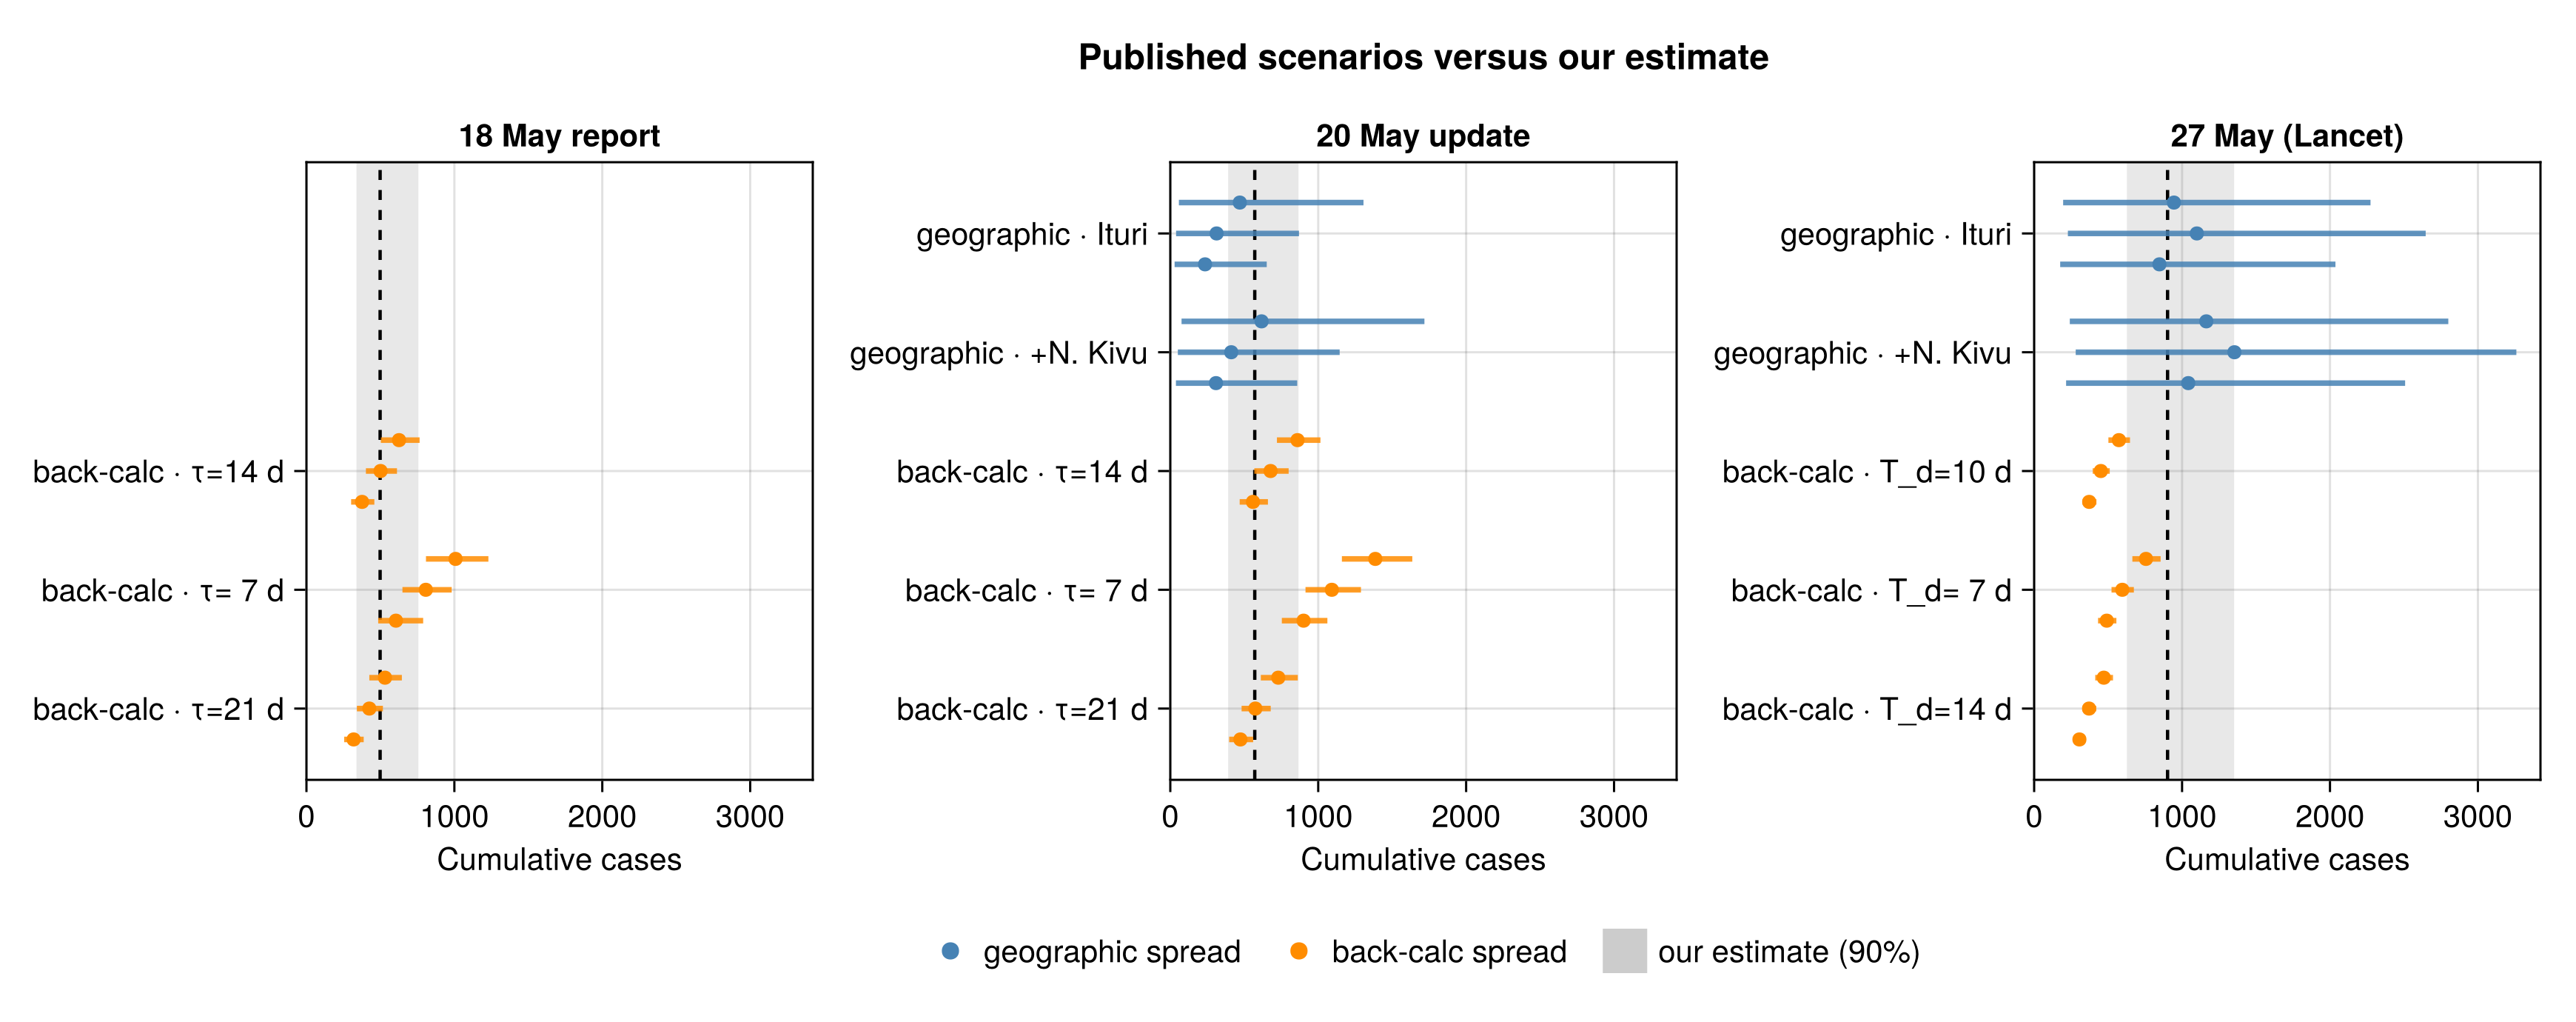 Published scenarios versus our estimate
18 May report
back-calc · τ=14 d
back-calc · τ= 7 d
back-calc · τ=21 d
0 1000 2000 3000
Cumulative cases
20 May update
geographic · Ituri
geographic · +N. Kivu
back-calc · τ=14 d
back-calc · τ= 7 d
back-calc · τ=21 d
0 1000 2000 3000
Cumulative cases
27 May (Lancet)
geographic · Ituri
geographic · +N. Kivu
back-calc · T_d=10 d
back-calc · T_d= 7 d
back-calc · T_d=14 d
0 1000 2000 3000
Cumulative cases
geographic spread back-calc spread our estimate (90%)